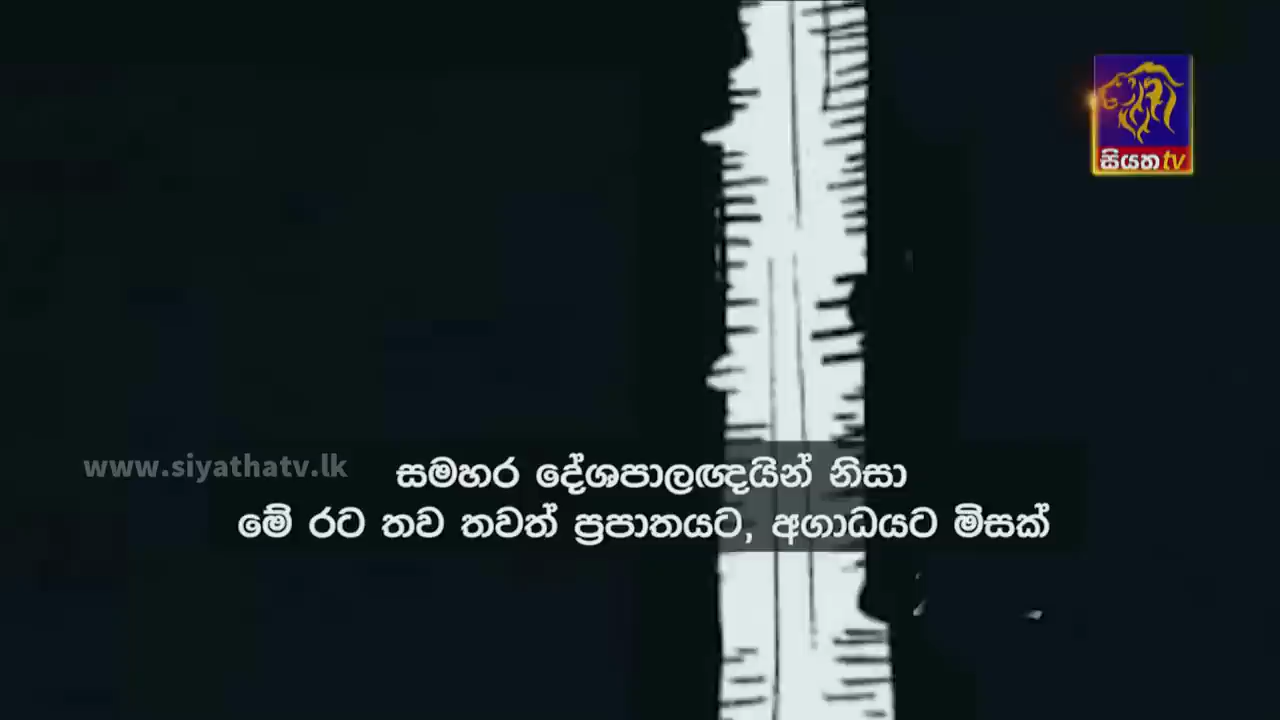 සියත tv
www.siyathatv.lk
සමහර දේශපාලඥයින් නිසා
මේ රට තව තවත් ප්‍රපාතයට, අගාධයට මිසක්